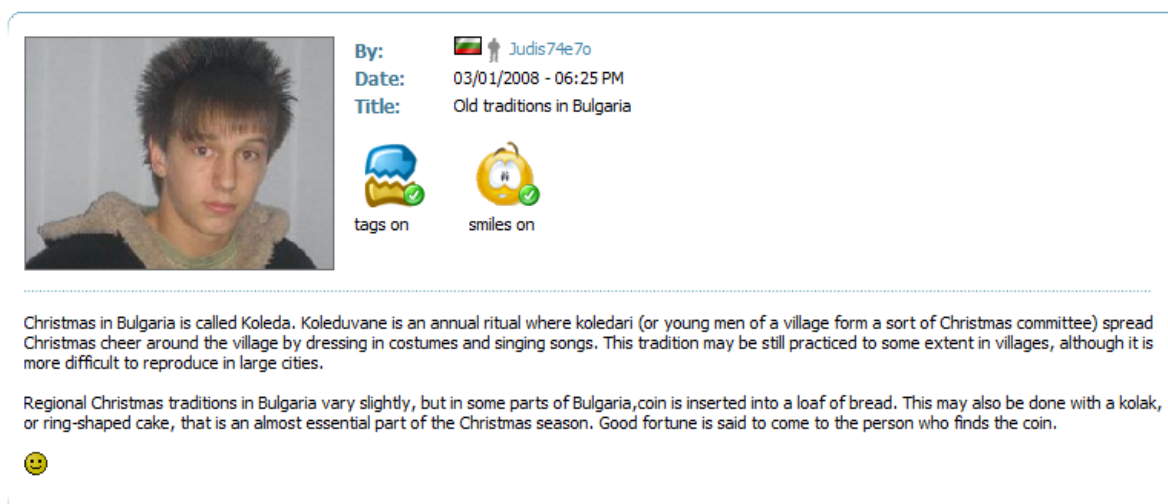 By: Judis74e7o
Date: 03/01/2008 - 06:25 PM
Title: Old traditions in Bulgaria
tags on smiles on
Christmas in Bulgaria is called Koleda. Koleduvane is an annual ritual where koledari (or young men of a village form a sort of Christmas committee) spread
Christmas cheer around the village by dressing in costumes and singing songs. This tradition may be still practiced to some extent in villages, although it is
more difficult to reproduce in large cities.
Regional Christmas traditions in Bulgaria vary slightly, but in some parts of Bulgaria,coin is inserted into a loaf of bread. This may also be done with a kolak,
or ring-shaped cake, that is an almost essential part of the Christmas season. Good fortune is said to come to the person who finds the coin.